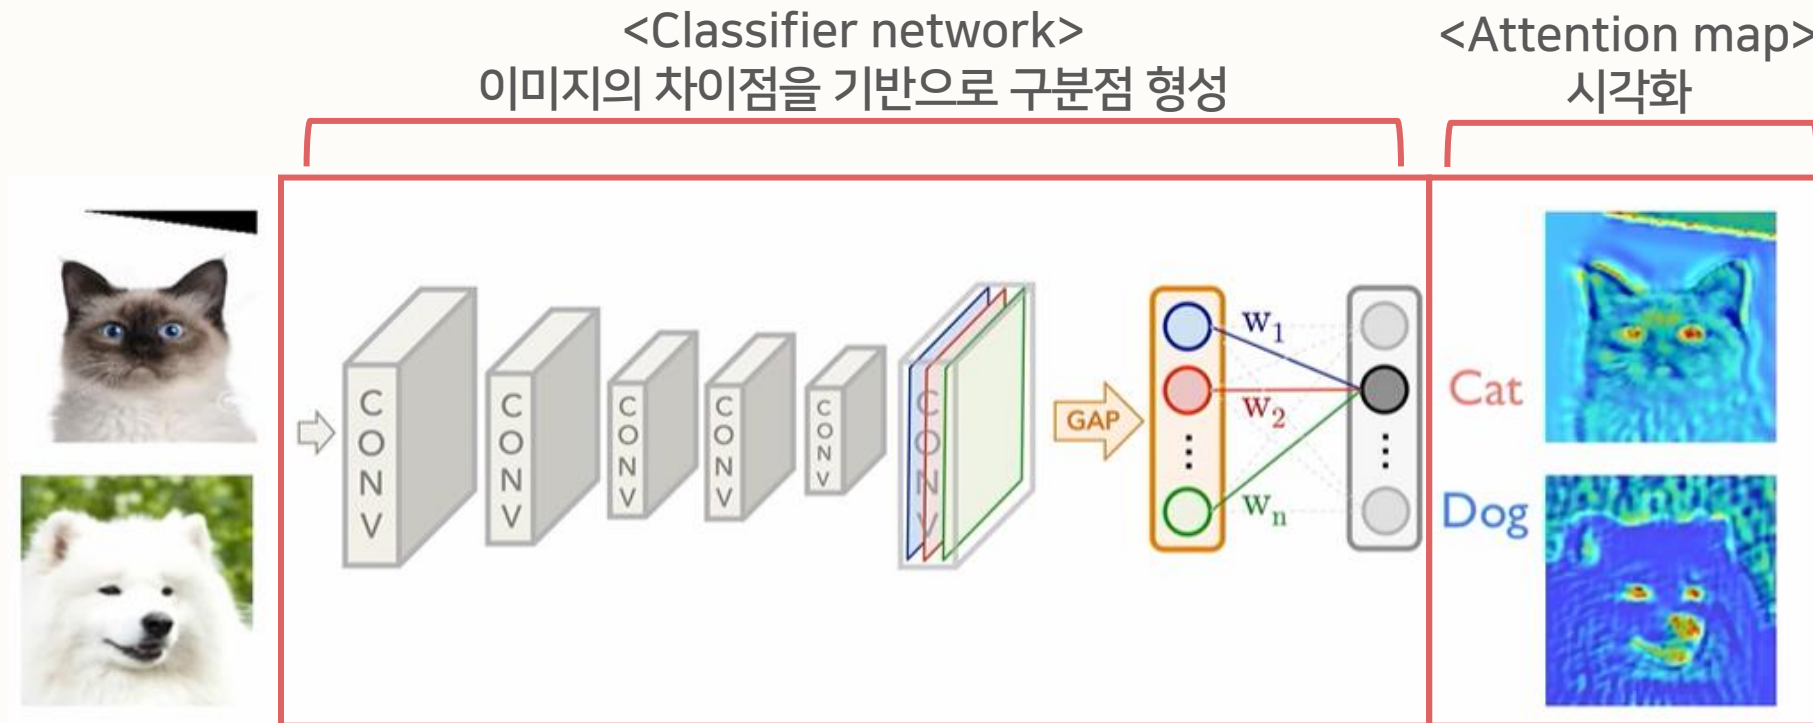 <Classifier network>
이미지의 차이점을 기반으로 구분점 형성
<Attention map>
시각화
CONV
CONV
CONV
CONV
CONV
CONV
GAP
w₁
w₂
⋮
wₙ
⋮
Cat
Dog